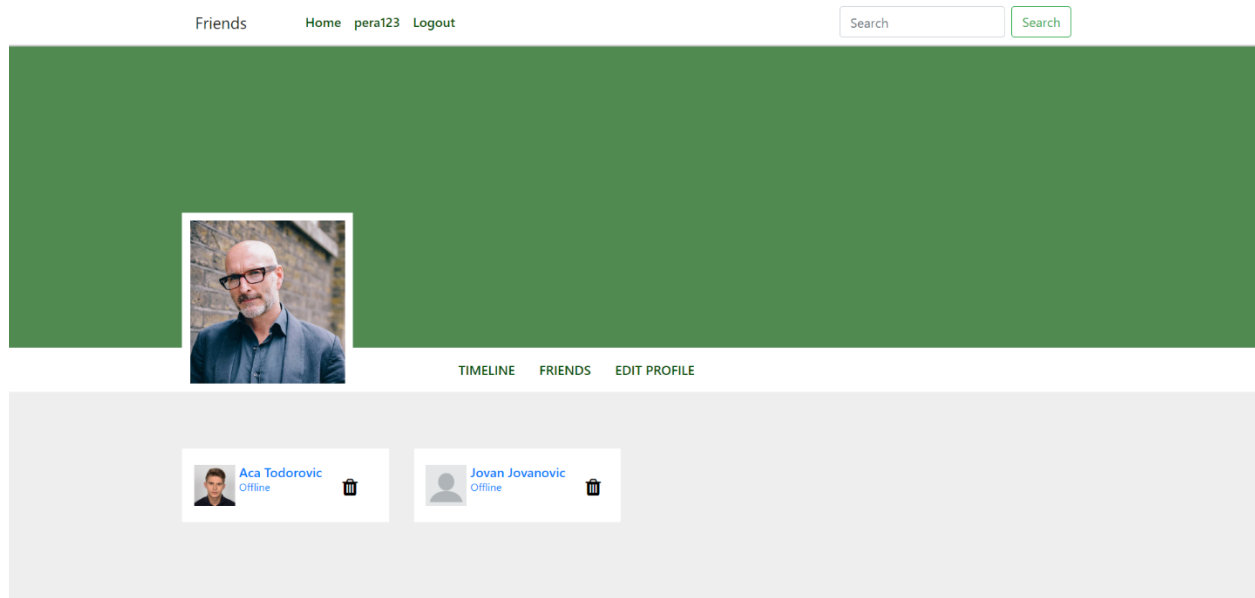 Friends Home pera123 Logout Search Search
TIMELINE FRIENDS EDIT PROFILE
Aca Todorovic
Offline
Jovan Jovanovic
Offline